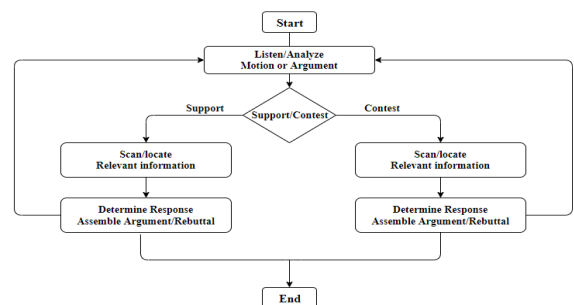 Start
Listen/Analyze
Motion or Argument
Support/Contest
Support
Contest
Scan/locate
Relevant information
Scan/locate
Relevant information
Determine Response
Assemble Argument/Rebuttal
Determine Response
Assemble Argument/Rebuttal
End